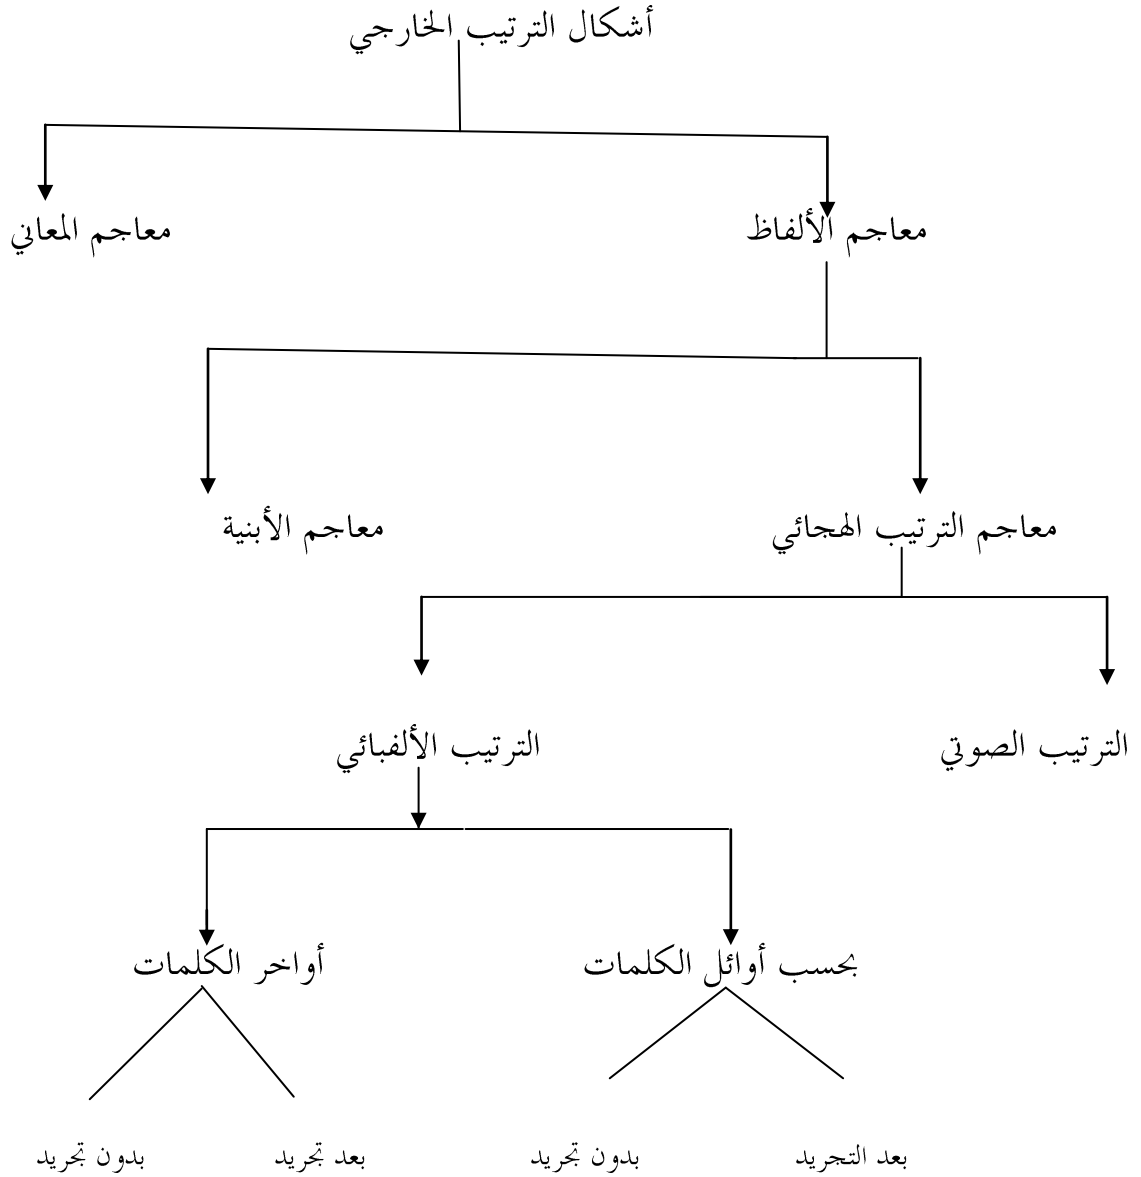 أشكال الترتيب الخارجي
معاجم الألفاظ
معاجم المعاني
معاجم الترتيب الهجائي
معاجم الأبنية
الترتيب الصوتي
الترتيب الألفبائي
بحسب أوائل الكلمات
أواخر الكلمات
بعد التجريد
بدون تجريد
بعد تجريد
بدون تجريد